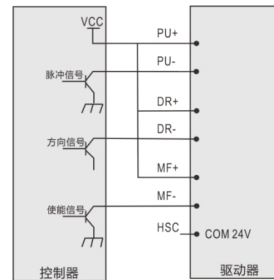 VCC
PU+
脉冲信号
PU-
DR+
方向信号
DR-
MF+
使能信号
MF-
HSC
COM 24V
控制器
驱动器